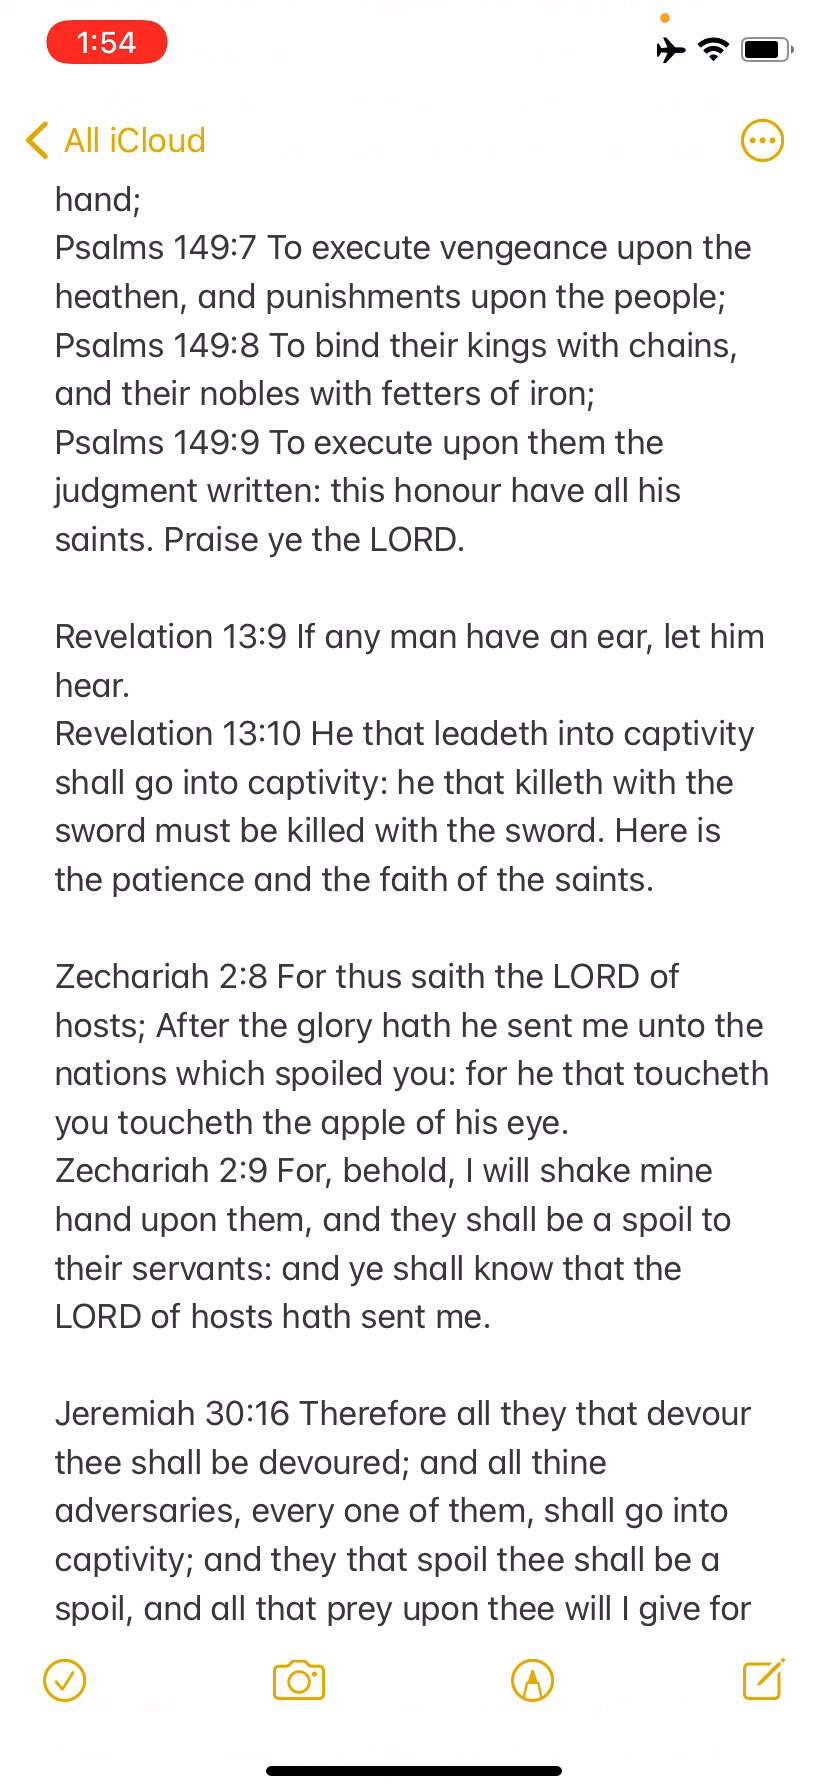 1:54
All iCloud
hand;
Psalms 149:7 To execute vengeance upon the
heathen, and punishments upon the people;
Psalms 149:8 To bind their kings with chains,
and their nobles with fetters of iron;
Psalms 149:9 To execute upon them the
judgment written: this honour have all his
saints. Praise ye the LORD.
Revelation 13:9 If any man have an ear, let him
hear.
Revelation 13:10 He that leadeth into captivity
shall go into captivity: he that killeth with the
sword must be killed with the sword. Here is
the patience and the faith of the saints.
Zechariah 2:8 For thus saith the LORD of
hosts; After the glory hath he sent me unto the
nations which spoiled you: for he that toucheth
you toucheth the apple of his eye.
Zechariah 2:9 For, behold, I will shake mine
hand upon them, and they shall be a spoil to
their servants: and ye shall know that the
LORD of hosts hath sent me.
Jeremiah 30:16 Therefore all they that devour
thee shall be devoured; and all thine
adversaries, every one of them, shall go into
captivity; and they that spoil thee shall be a
spoil, and all that prey upon thee will I give for